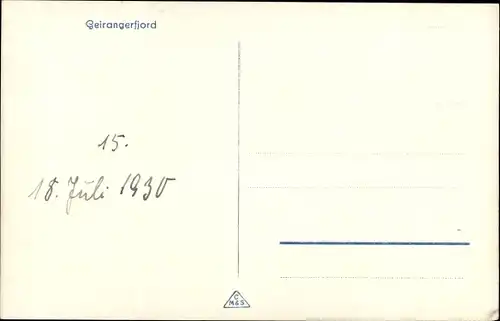 Geirangerfjord
15.
18. Juli 1930
C
M&S